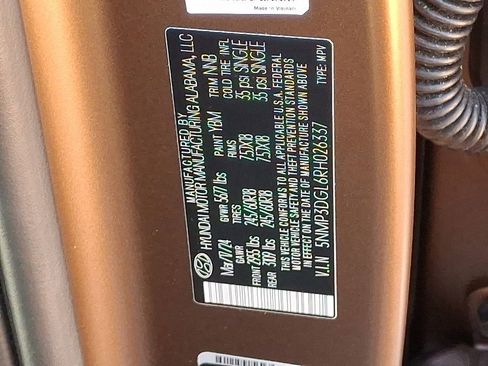 Made in Vietnam
MANUFACTURED BY
HYUNDAI MOTOR MANUFACTURING ALABAMA, LLC
Mar/17/24 GVWR 5617 lbs PAINT YBM TRIM NNB
GAWR TIRES RIMS COLD TIRE INFL
FRONT 2955 lbs 245/60R18 7.5JX18 35 psi SINGLE
REAR 3109 lbs 245/60R18 7.5JX18 35 psi SINGLE
THIS VEHICLE CONFORMS TO ALL APPLICABLE U.S.A. FEDERAL
MOTOR VEHICLE SAFETY AND THEFT PREVENTION STANDARDS
IN EFFECT ON THE DATE OF MANUFACTURE SHOWN ABOVE
V.I.N 5NMP3DGL6RH026337 TYPE: MPV